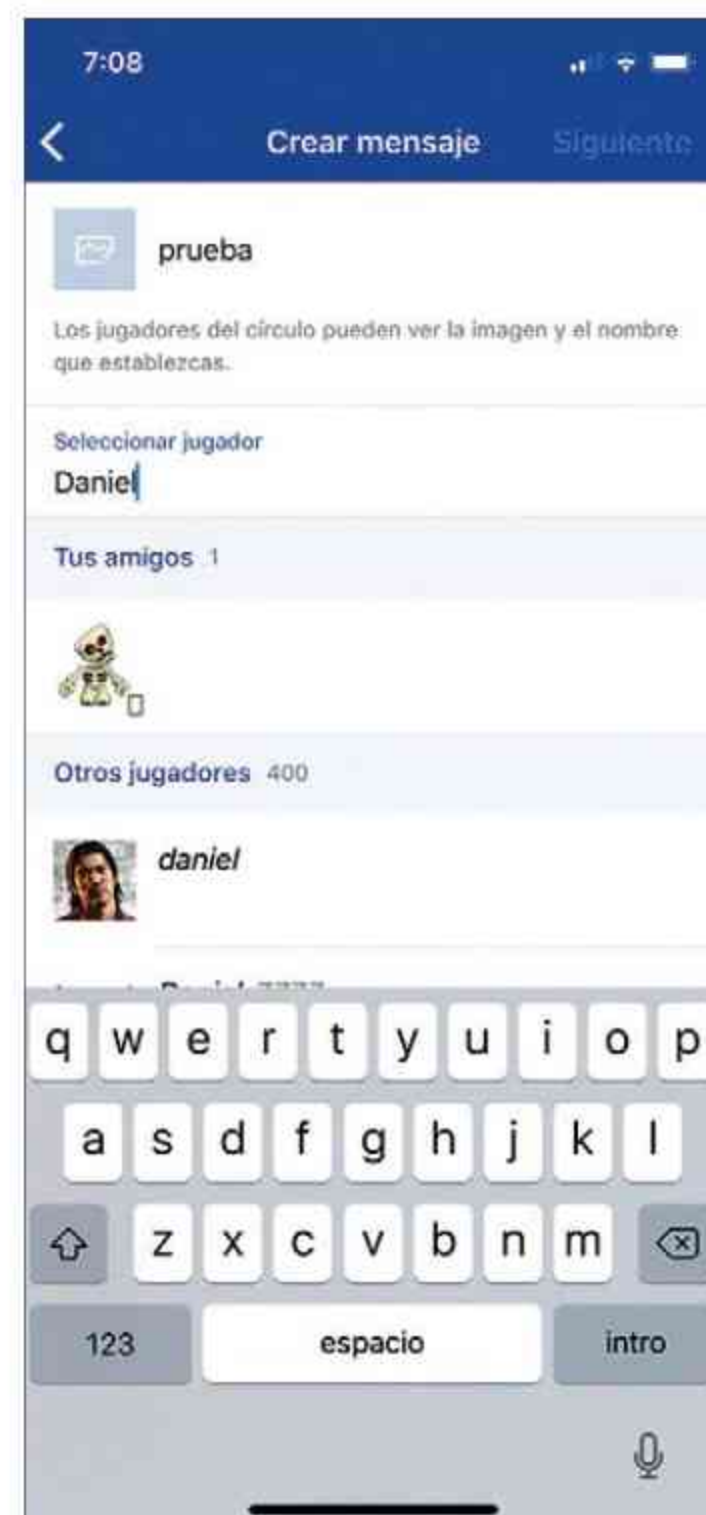 7:08
Crear mensaje Siguiente
prueba
Los jugadores del círculo pueden ver la imagen y el nombre
que establezcas.
Seleccionar jugador
Daniel
Tus amigos 1
Otros jugadores 400
daniel
q w e r t y u i o p
a s d f g h j k l
z x c v b n m
123 espacio intro